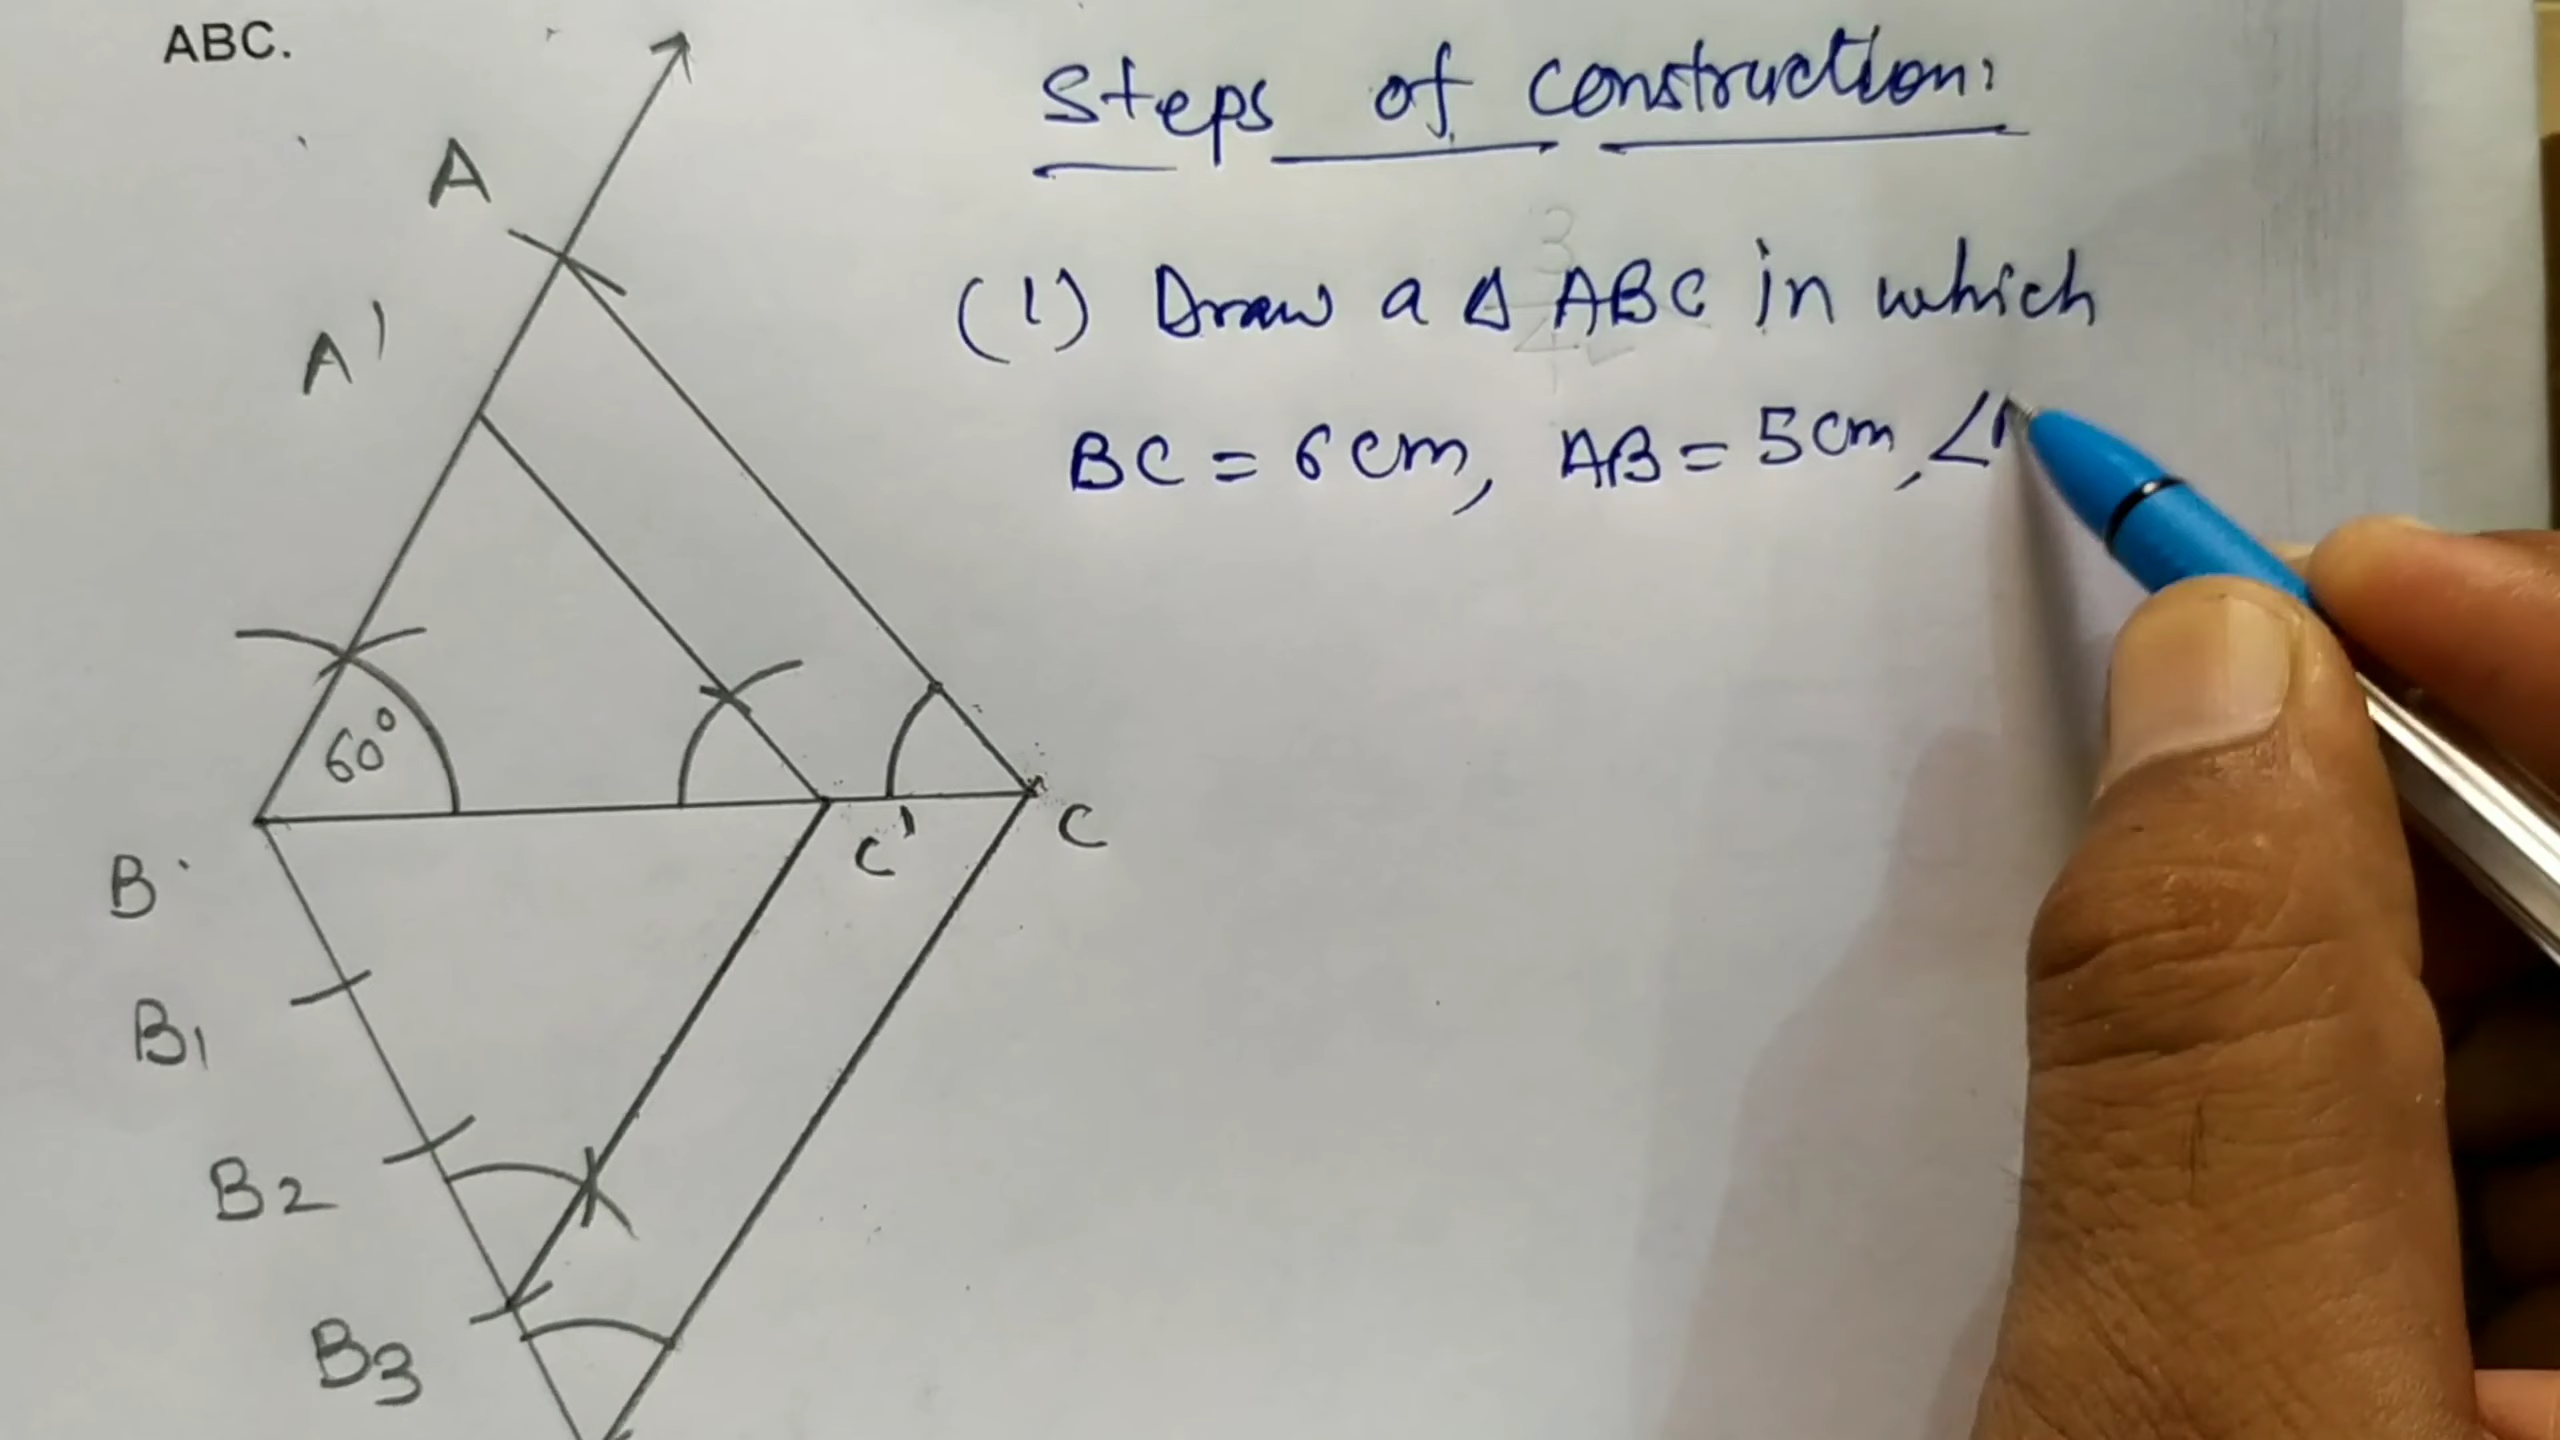 ABC.
Steps of construction:
(1) Draw a Δ ABC in which
BC = 6 cm, AB = 5 cm, ∠
A
A'
60°
B
C'
C
B1
B2
B3